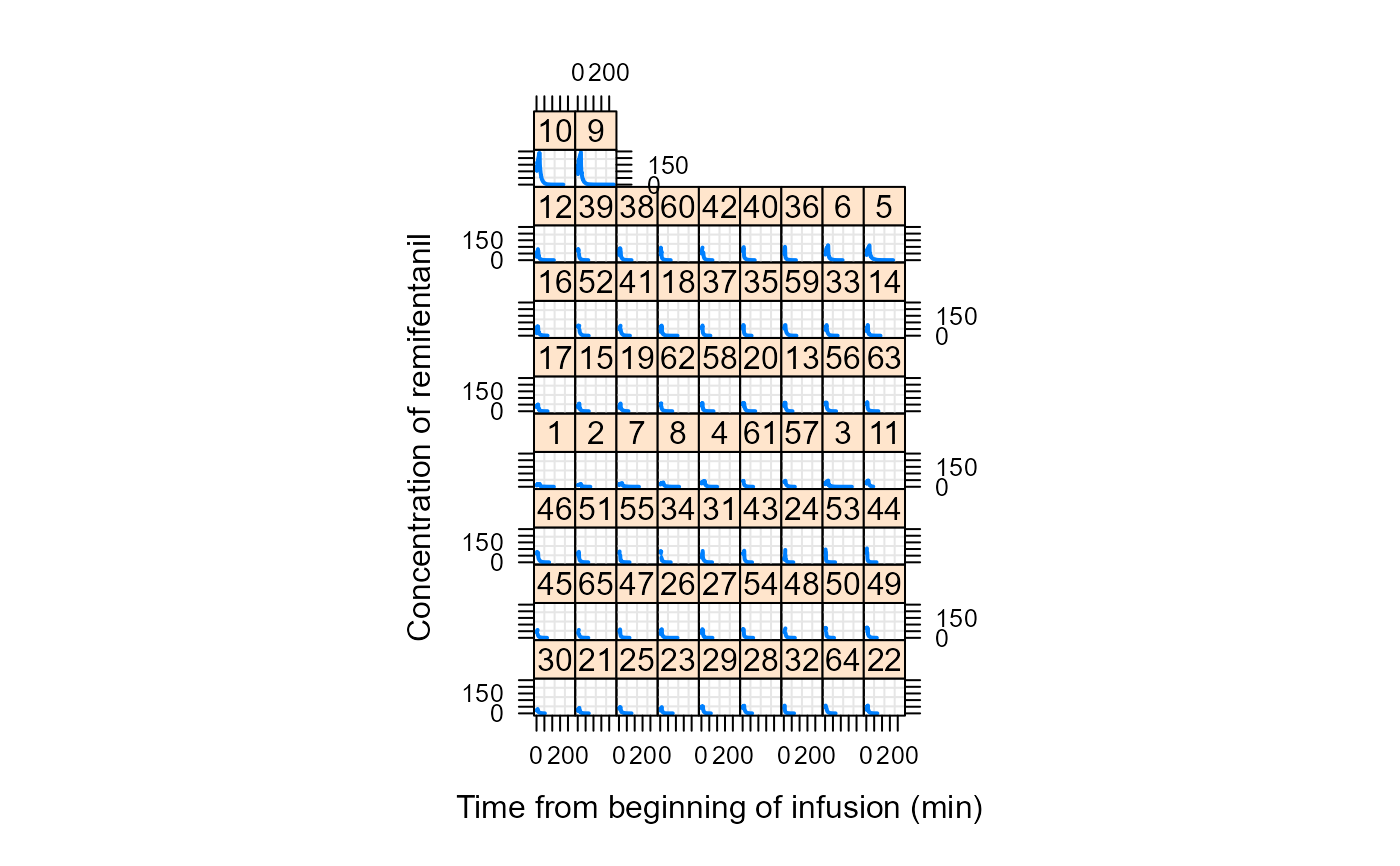 0 200
10 9
150
0
12 39 38 60 42 40 36 6 5
150
0
16 52 41 18 37 35 59 33 14
150
0
17 15 19 62 58 20 13 56 63
150
0
1 2 7 8 4 61 57 3 11
150
0
46 51 55 34 31 43 24 53 44
150
0
45 65 47 26 27 54 48 50 49
150
0
30 21 25 23 29 28 32 64 22
150
0
0 200 0 200 0 200 0 200 0 200
Time from beginning of infusion (min)
Concentration of remifentanil